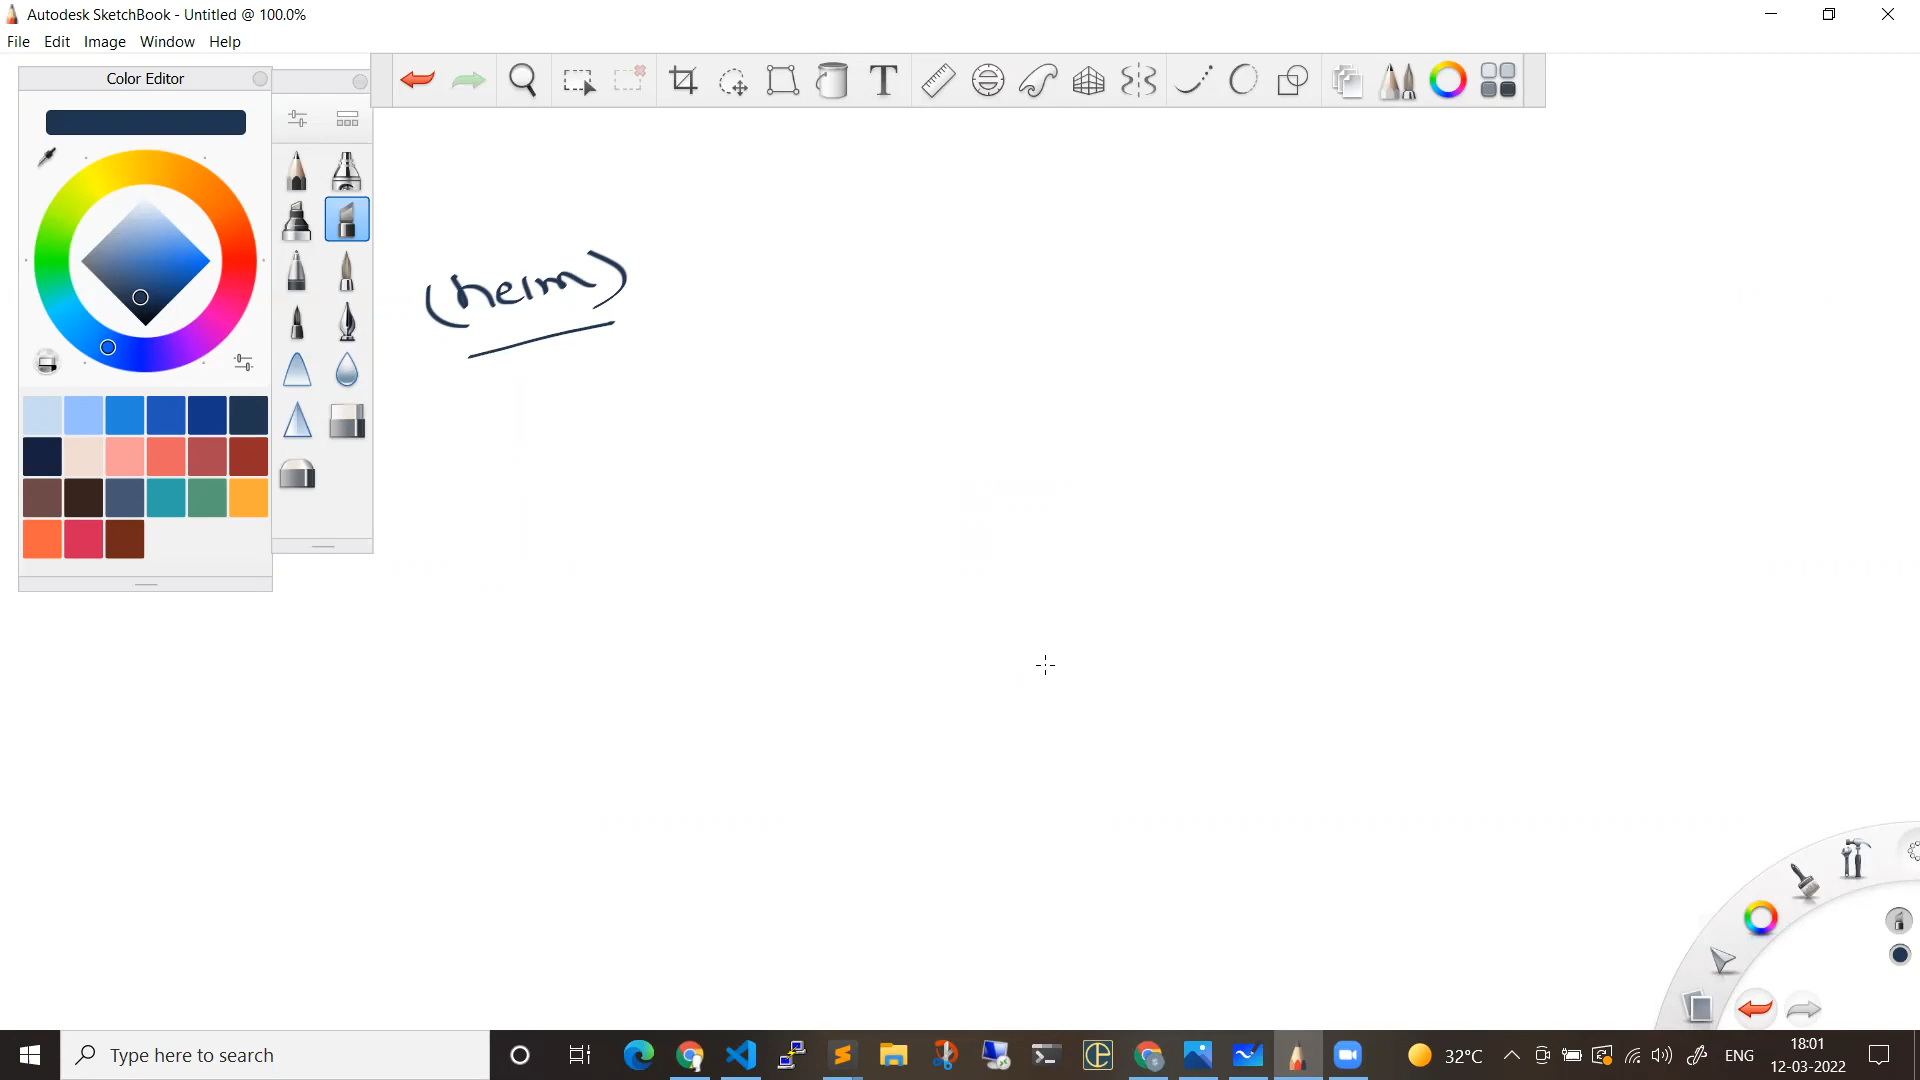 Autodesk SketchBook - Untitled @ 100.0%
File Edit Image Window Help
Color Editor
T
(helm)
Type here to search
32°C
ENG
18:01
12-03-2022